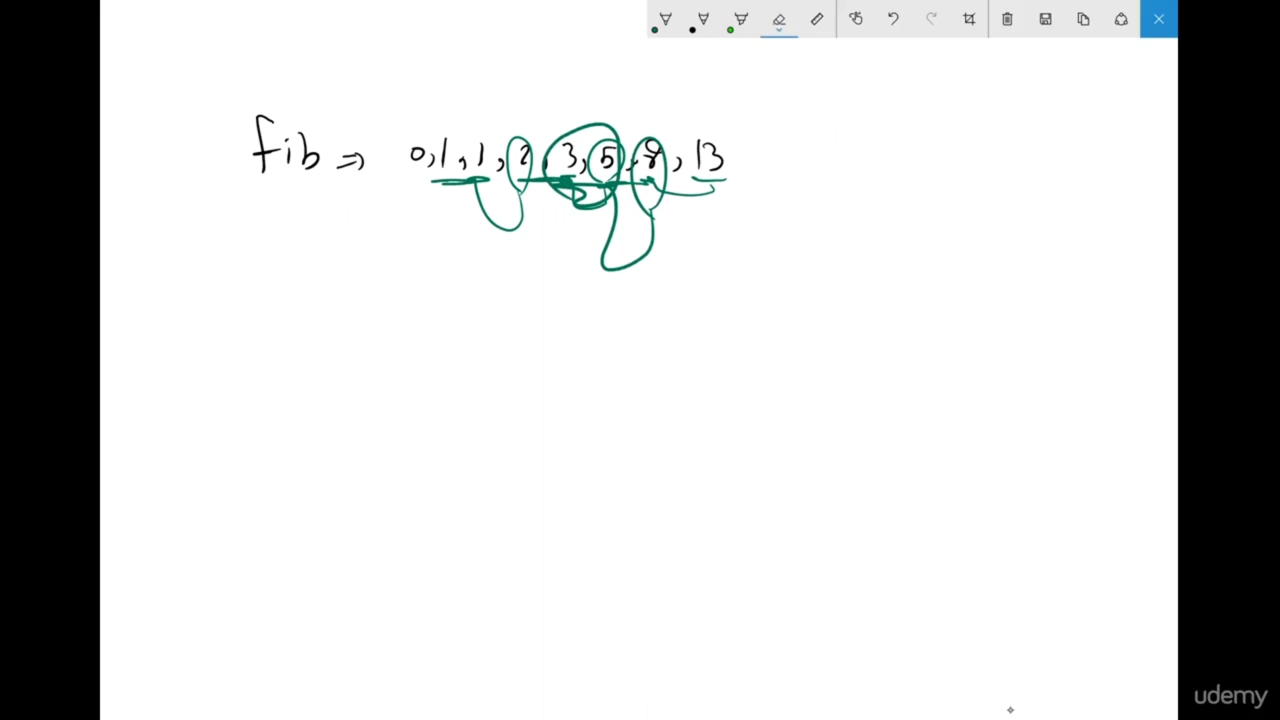 fib => 0, 1, 1, 2, 3, 5, 8, 13
udemy